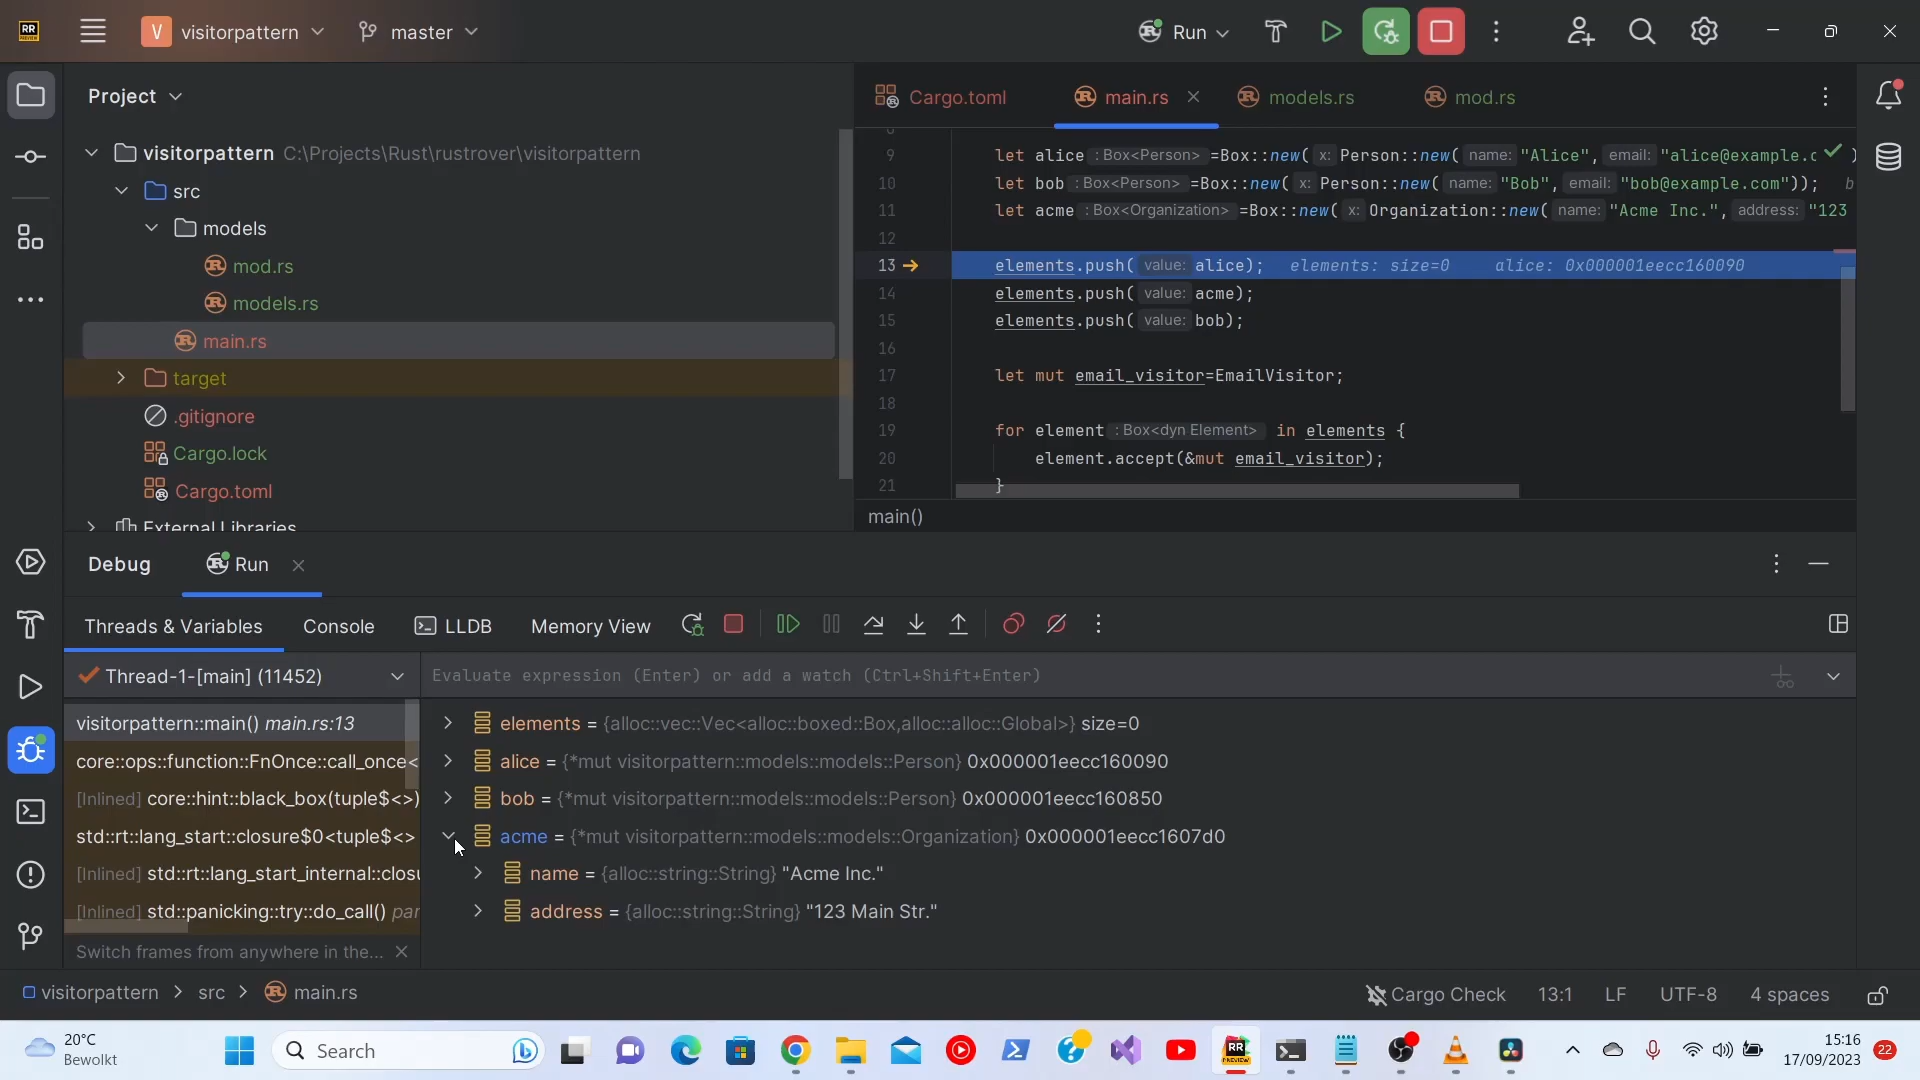 RR
PREVIEW
V
visitorpattern
master
Run
Project
Cargo.toml
main.rs
models.rs
mod.rs
visitorpattern C:\Projects\Rust\rustrover\visitorpattern
src
models
mod.rs
models.rs
main.rs
target
.gitignore
Cargo.lock
Cargo.toml
External Libraries
9 let alice : Box<Person> =Box::new( x: Person::new( name: "Alice", email: "alice@example.c
10 let bob : Box<Person> =Box::new( x: Person::new( name: "Bob", email: "bob@example.com")); b
11 let acme : Box<Organization> =Box::new( x: Organization::new( name: "Acme Inc.", address: "123
12
13 elements.push( value: alice); elements: size=0 alice: 0x000001eecc160090
14 elements.push( value: acme);
15 elements.push( value: bob);
16
17 let mut email_visitor=EmailVisitor;
18
19 for element : Box<dyn Element> in elements {
20 element.accept(&mut email_visitor);
21 }
main()
Debug
Run
Threads & Variables
Console
LLDB
Memory View
Thread-1-[main] (11452)
Evaluate expression (Enter) or add a watch (Ctrl+Shift+Enter)
visitorpattern::main() main.rs:13
core::ops::function::FnOnce::call_once<
[Inlined] core::hint::black_box(tuple$<>)
std::rt::lang_start::closure$0<tuple$<>
[Inlined] std::rt::lang_start_internal::closu
[Inlined] std::panicking::try::do_call() par
Switch frames from anywhere in the...
elements = {alloc::vec::Vec<alloc::boxed::Box,alloc::alloc::Global>} size=0
alice = {*mut visitorpattern::models::models::Person} 0x000001eecc160090
bob = {*mut visitorpattern::models::models::Person} 0x000001eecc160850
acme = {*mut visitorpattern::models::models::Organization} 0x000001eecc1607d0
name = {alloc::string::String} "Acme Inc."
address = {alloc::string::String} "123 Main Str."
visitorpattern > src > main.rs
Cargo Check
13:1
LF
UTF-8
4 spaces
20°C
Bewolkt
Search
RR
PREVIEW
15:16
17/09/2023
22